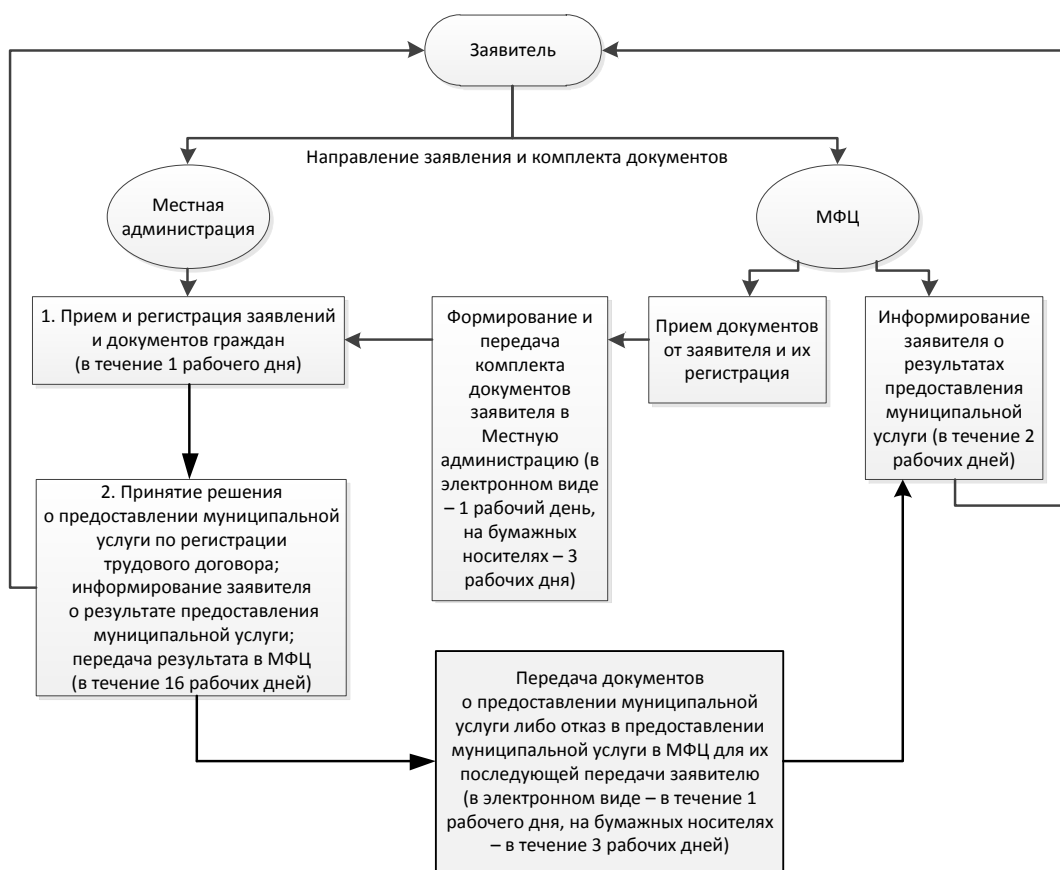 Заявитель
Направление заявления и комплекта документов
Местная
администрация
МФЦ
1. Прием и регистрация заявлений
и документов граждан
(в течение 1 рабочего дня)
Формирование и
передача
комплекта
документов
заявителя в
Местную
администрацию (в
электронном виде
– 1 рабочий день,
на бумажных
носителях – 3
рабочих дня)
Прием документов
от заявителя и их
регистрация
Информирование
заявителя о
результатах
предоставления
муниципальной
услуги (в течение 2
рабочих дней)
2. Принятие решения
о предоставлении муниципальной
услуги по регистрации
трудового договора;
информирование заявителя
о результате предоставления
муниципальной услуги;
передача результата в МФЦ
(в течение 16 рабочих дней)
Передача документов
о предоставлении муниципальной
услуги либо отказ в предоставлении
муниципальной услуги в МФЦ для их
последующей передачи заявителю
(в электронном виде – в течение 1
рабочего дня, на бумажных носителях
– в течение 3 рабочих дней)